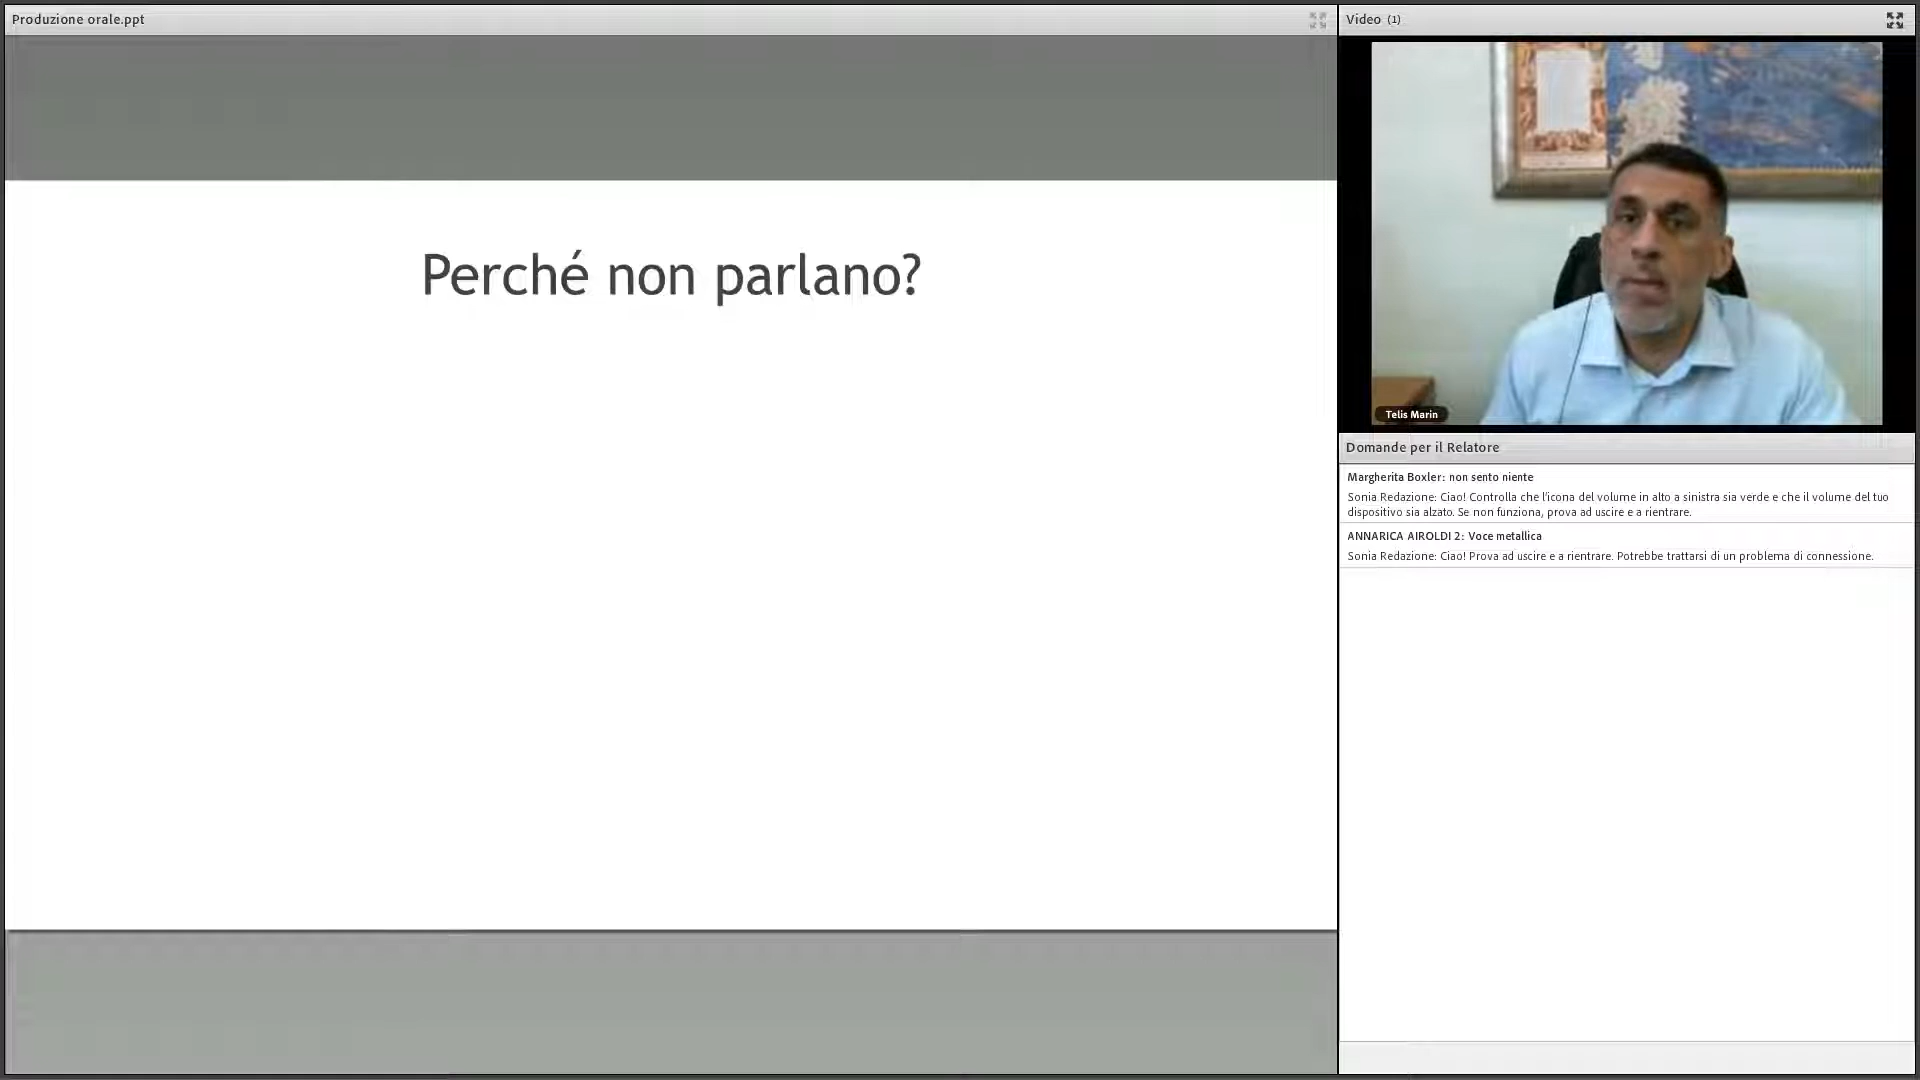 Produzione orale.ppt
Perché non parlano?
Video (1)
Telis Marin
Domande per il Relatore
Margherita Boxler: non sento niente
Sonia Redazione: Ciao! Controlla che l'icona del volume in alto a sinistra sia verde e che il volume del tuo
dispositivo sia alzato. Se non funziona, prova ad uscire e a rientrare.
ANNARICA AIROLDI 2: Voce metallica
Sonia Redazione: Ciao! Prova ad uscire e a rientrare. Potrebbe trattarsi di un problema di connessione.